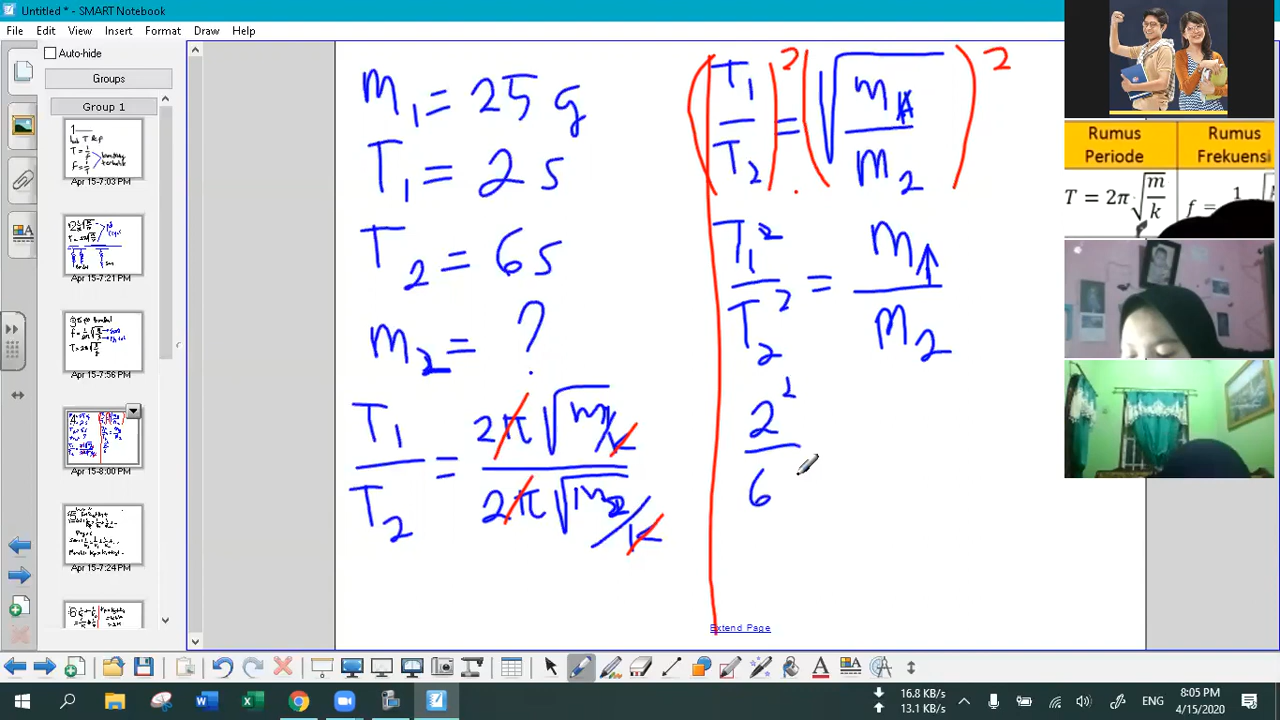 Untitled * - SMART Notebook
File Edit View Insert Format Draw Help
Auto-hide
Groups
Group 1
Apr 15-7:03 PM
Apr 15-7:21 PM
Apr 15-7:56 PM
Apr 15-8:02 PM
Apr 15-7:24 PM
m₁ = 25 g
T₁ = 2 s
T₂ = 6 s
m₂ = ?
T₁/T₂ = 2π√m/k / 2π√m₂/k
(T₁/T₂)² = (√m₁/m₂)²
T₁²/T₂² = m₁/m₂
2²/6
Extend Page
Rumus Periode
Rumus Frekuensi
T = 2π √m/k
f = 1
16.8 KB/s
13.1 KB/s
ENG
8:05 PM
4/15/2020